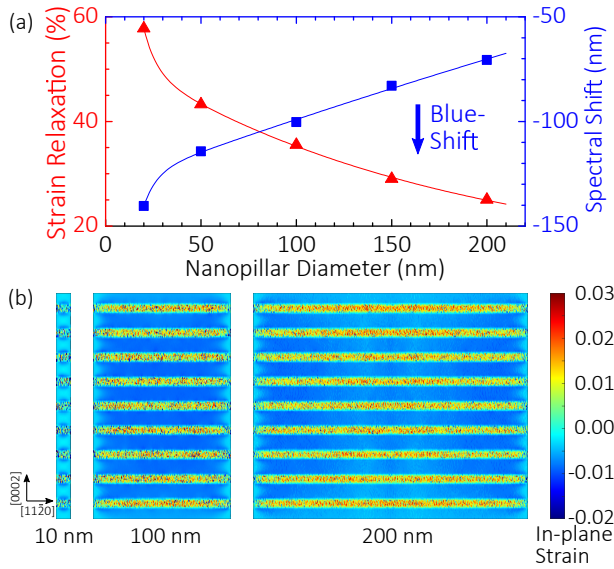 (a)
60
40
20
Strain Relaxation (%)
-50
-100
-150
Spectral Shift (nm)
Blue-
Shift
0 50 100 150 200
Nanopillar Diameter (nm)
(b)
[0002]
[112̄0]
10 nm 100 nm 200 nm
0.03
0.02
0.01
0.00
-0.01
-0.02
In-plane
Strain